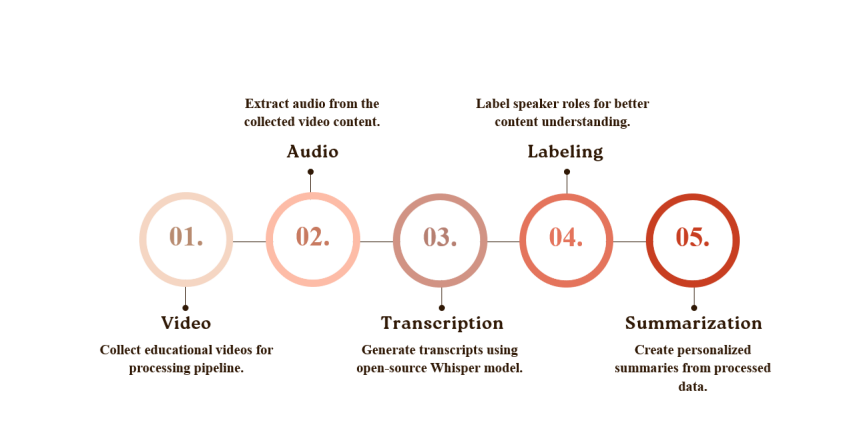 01.
Video
Collect educational videos for
processing pipeline.
Extract audio from the
collected video content.
Audio
02.
03.
Transcription
Generate transcripts using
open-source Whisper model.
Label speaker roles for better
content understanding.
Labeling
04.
05.
Summarization
Create personalized
summaries from processed
data.